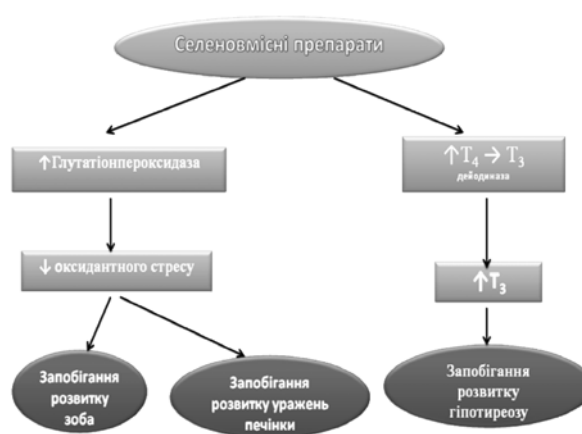 Селеновмісні препарати
↑Глутатіонпероксидаза
↑T₄ → T₃
дейодиназа
↓ оксидантного стресу
↑T₃
Запобігання
розвитку
зоба
Запобігання
розвитку уражень
печінки
Запобігання
розвитку
гіпотиреозу